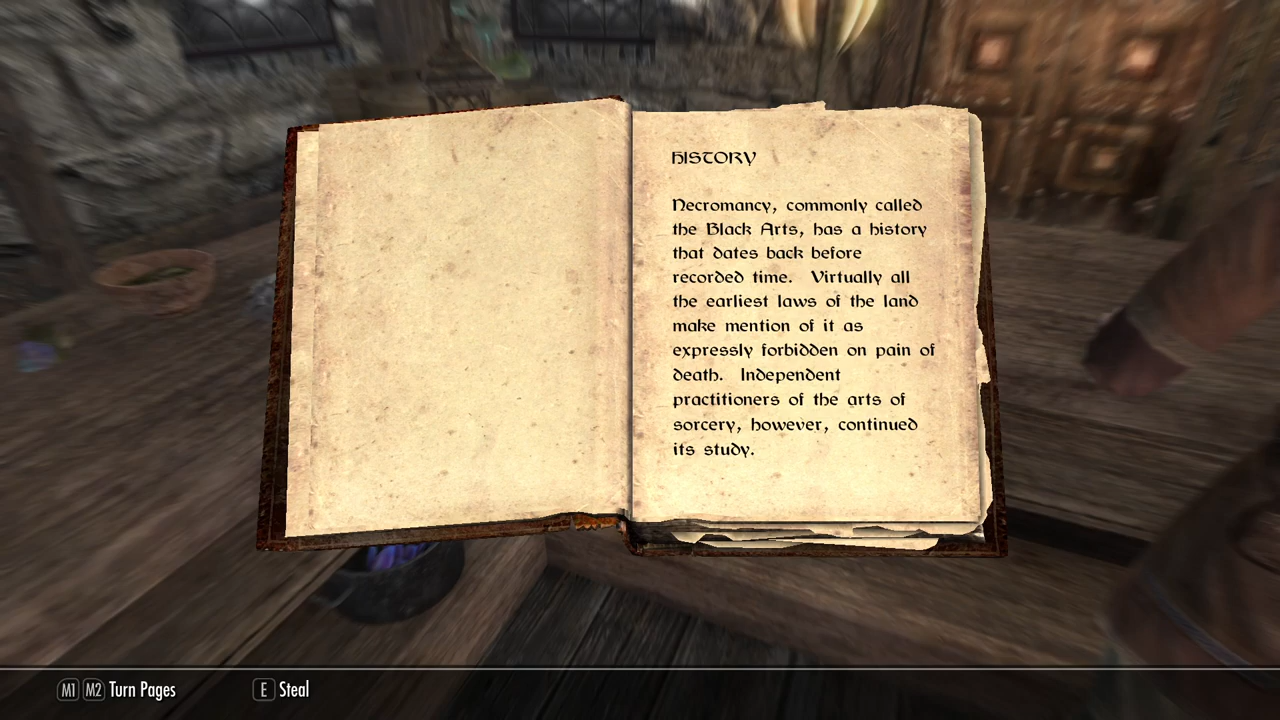 HISTORY
Necromancy, commonly called
the Black Arts, has a history
that dates back before
recorded time.  Virtually all
the earliest laws of the land
make mention of it as
expressly forbidden on pain of
death.  Independent
practitioners of the arts of
sorcery, however, continued
its study.
M1 M2 Turn Pages E Steal